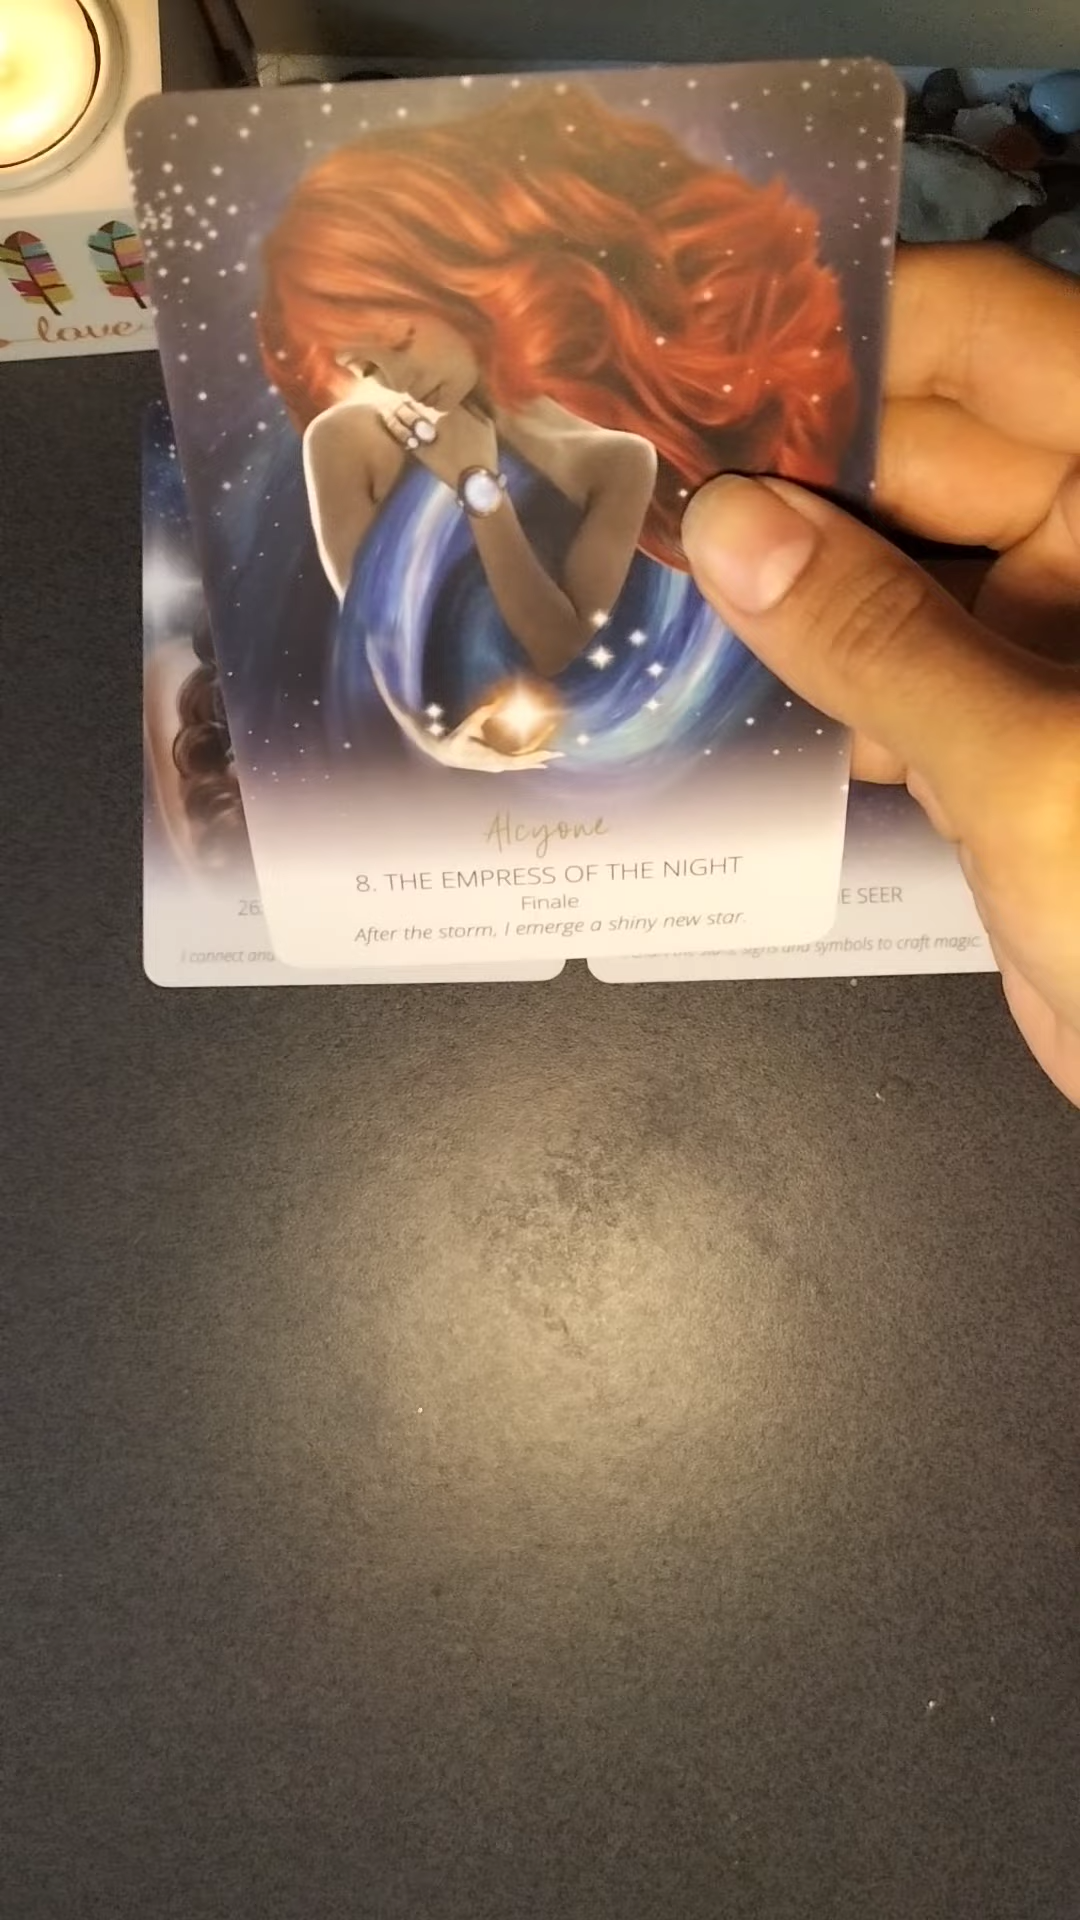 love
Alcyone
8. THE EMPRESS OF THE NIGHT
Finale
After the storm, I emerge a shiny new star.
26.
E SEER
I connect and
signs and symbols to craft magic.